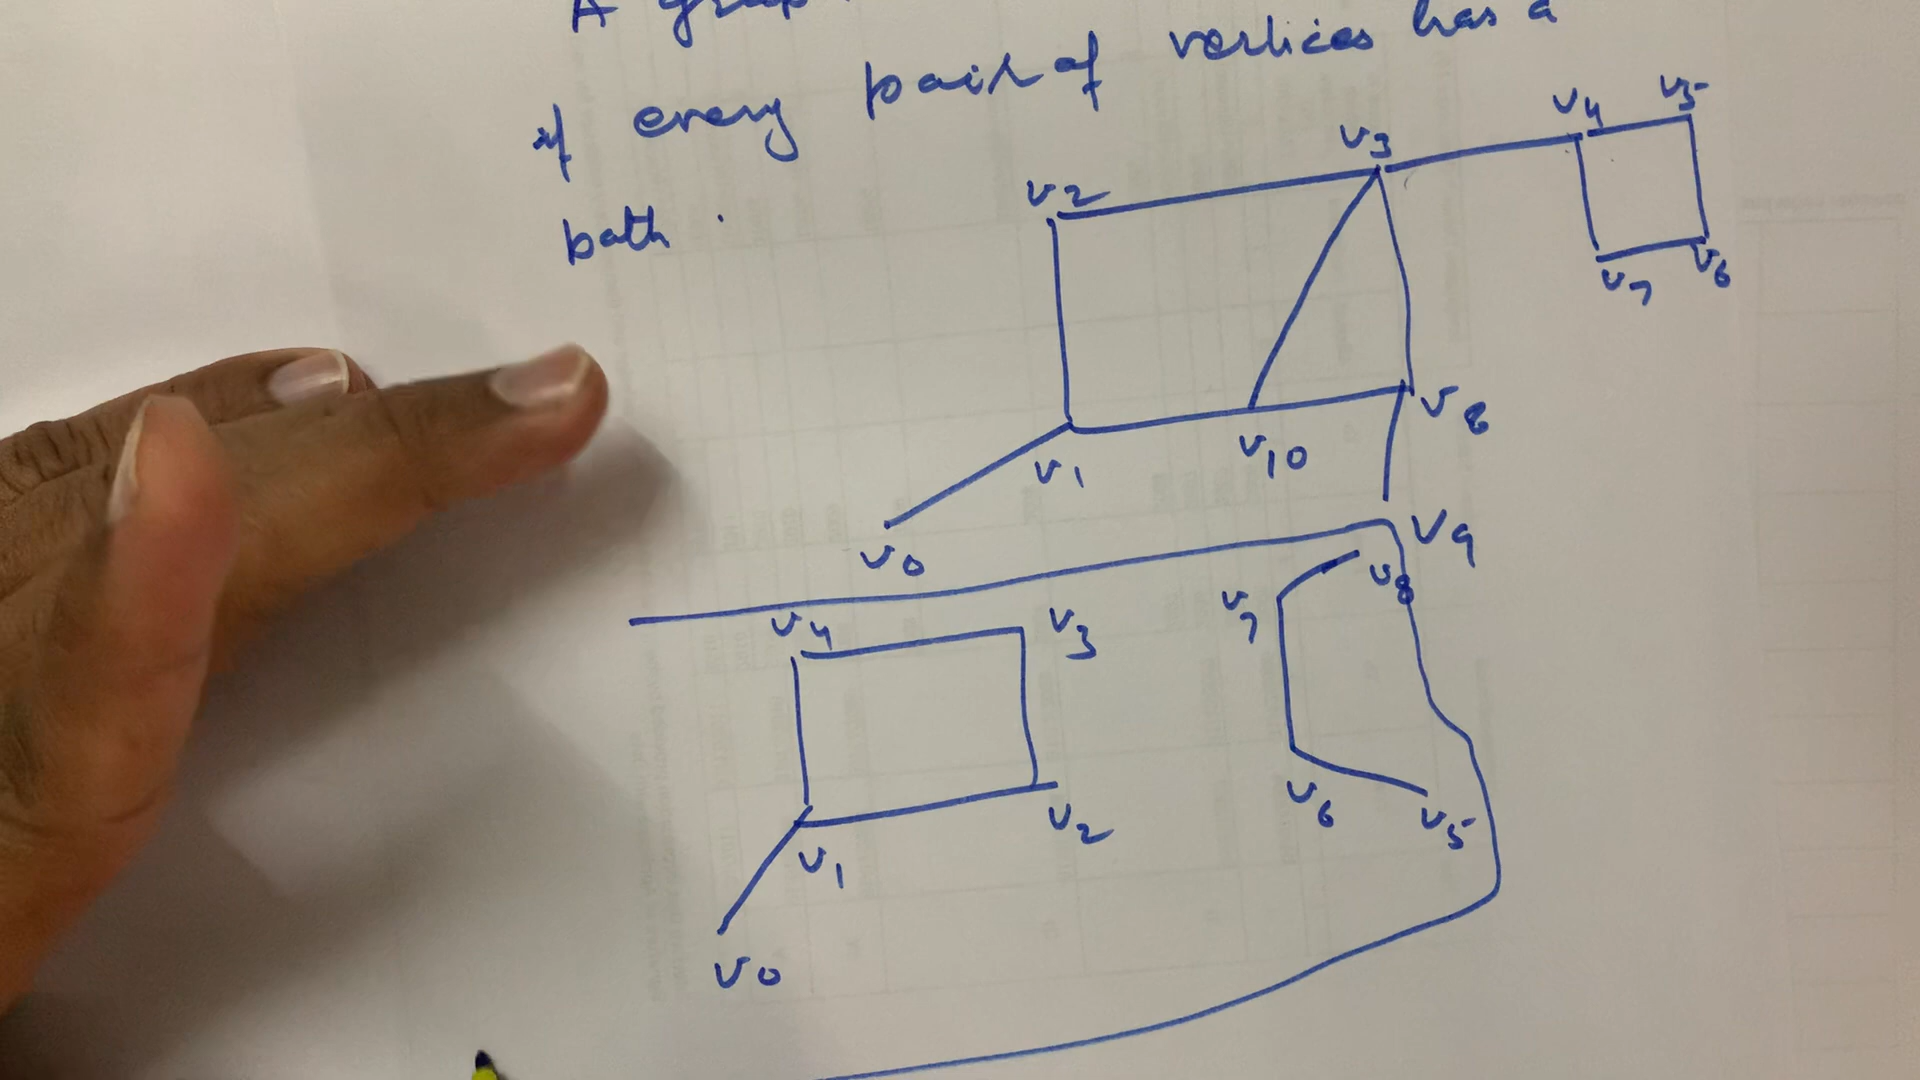 A grap
if every pair of vertices has a
path.
v2 v3 v4 v5
v7 v6
v1 v10 v8
v0 v9
v4 v3 v7 v8
v1 v2 v6 v5
v0